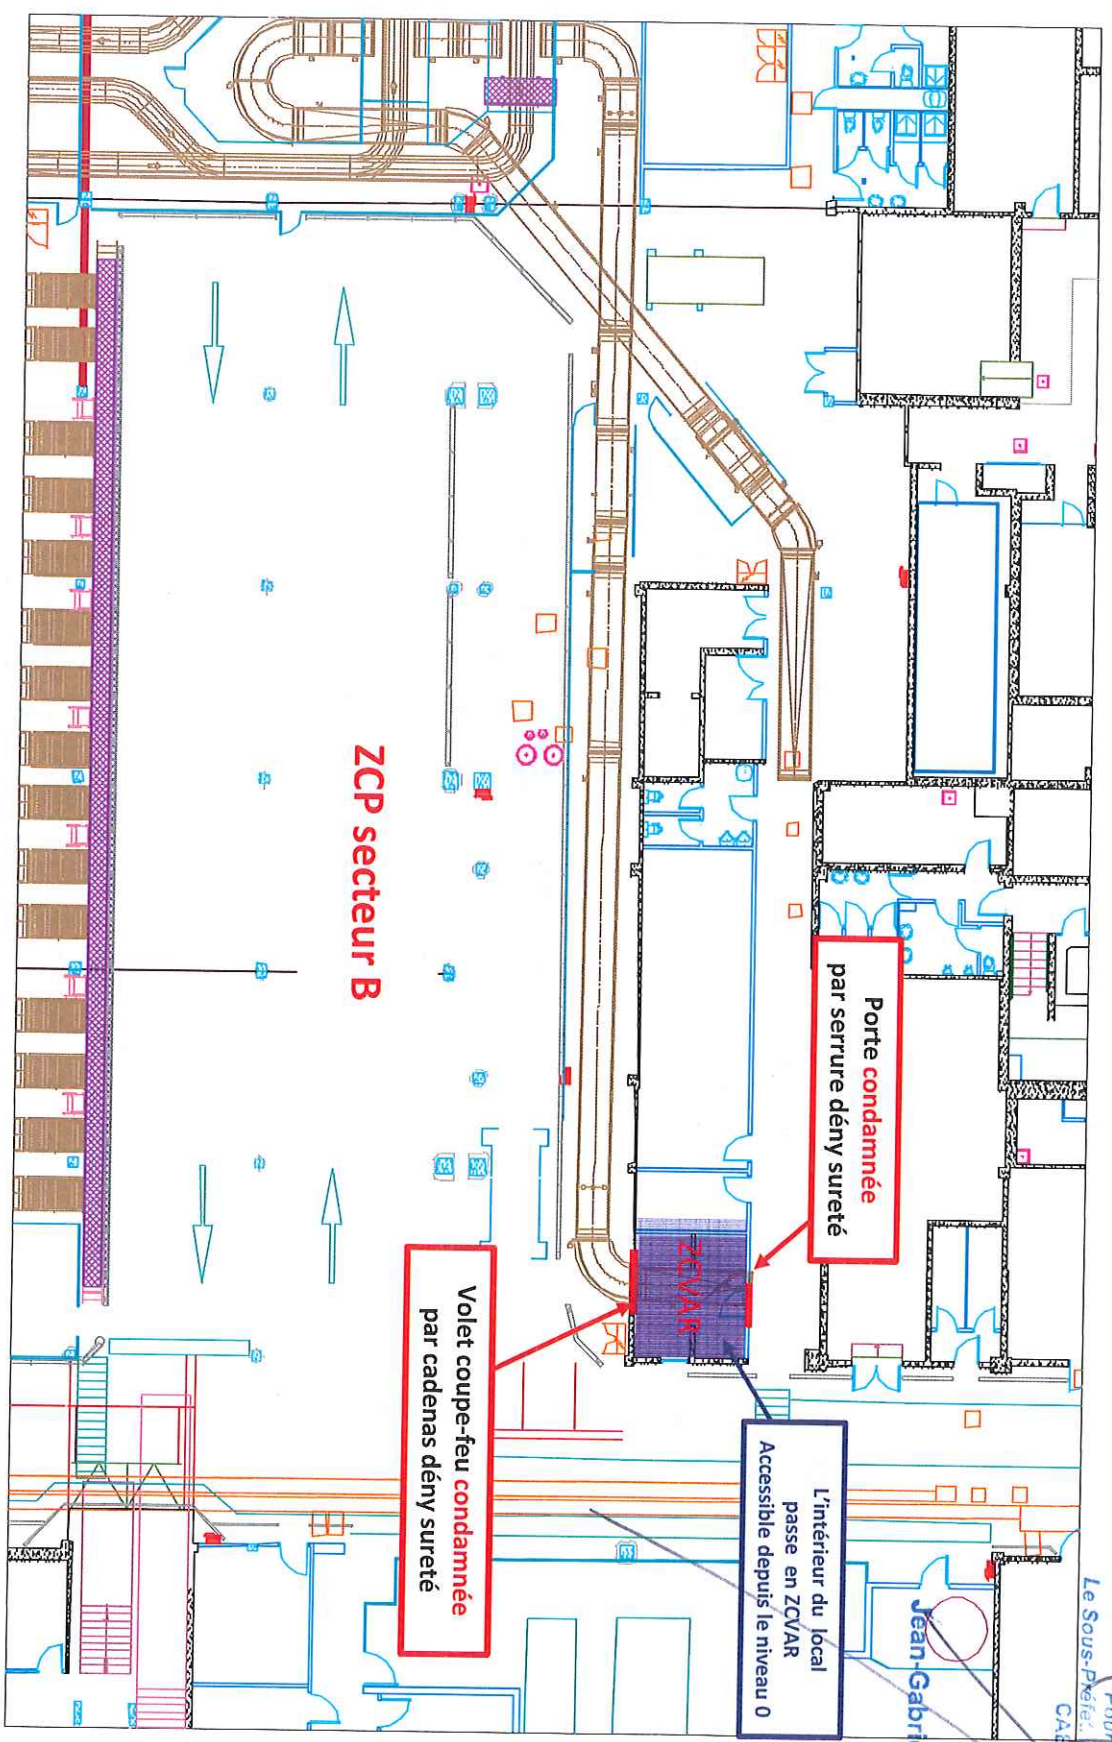 Le Sous-Préfet
Jean-Gabri
L'intérieur du local
passe en ZCVAR
Accessible depuis le niveau 0
Porte condamnée
par serrure dény sureté
ZCVAR
Volet coupe-feu condamnée
par cadenas dény sureté
ZCP secteur B